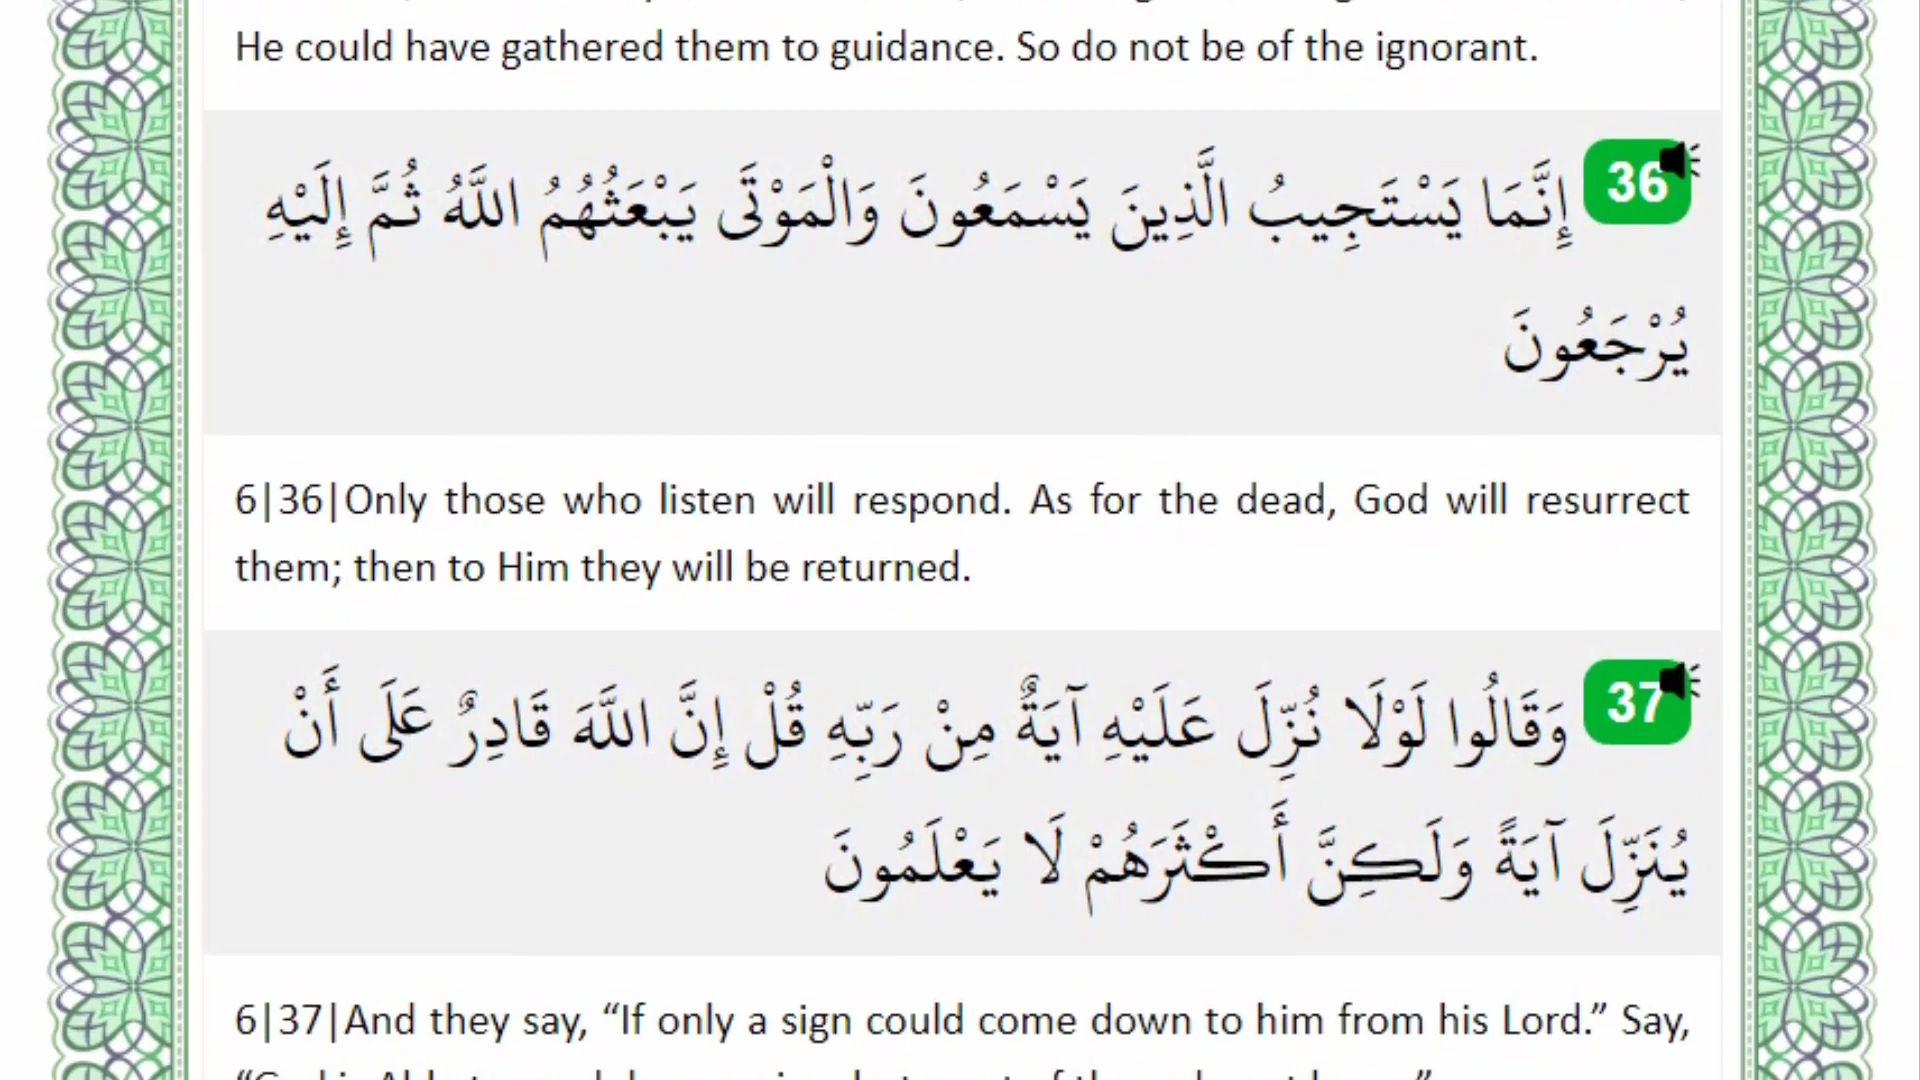 He could have gathered them to guidance. So do not be of the ignorant.
36 إِنَّمَا يَسْتَجِيبُ الَّذِينَ يَسْمَعُونَ وَالْمَوْتَى يَبْعَثُهُمُ اللَّهُ ثُمَّ إِلَيْهِ
يُرْجَعُونَ
6|36|Only those who listen will respond. As for the dead, God will resurrect
them; then to Him they will be returned.
37 وَقَالُوا لَوْلَا نُزِّلَ عَلَيْهِ آيَةٌ مِنْ رَبِّهِ قُلْ إِنَّ اللَّهَ قَادِرٌ عَلَى أَنْ
يُنَزِّلَ آيَةً وَلَكِنَّ أَكْثَرَهُمْ لَا يَعْلَمُونَ
6|37|And they say, “If only a sign could come down to him from his Lord.” Say,